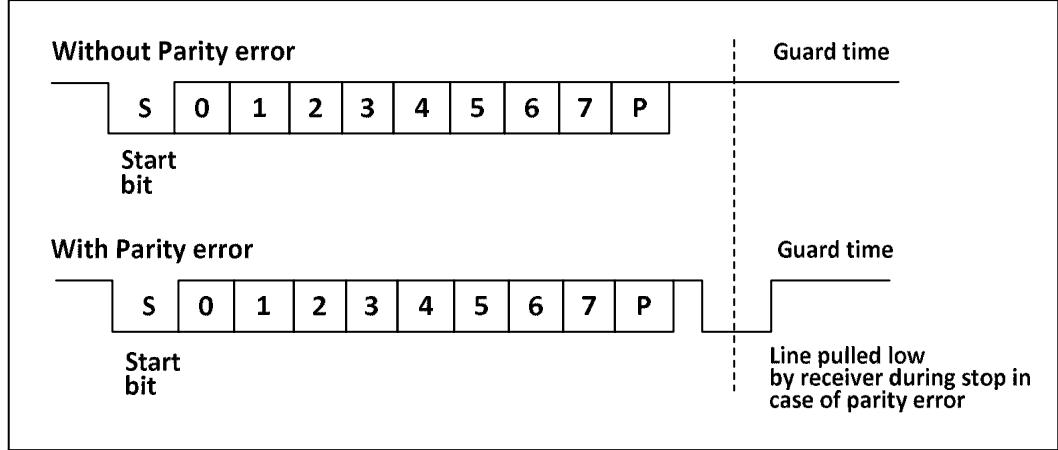 Without Parity error
Guard time
S 0 1 2 3 4 5 6 7 P
Start
bit
With Parity error
Guard time
S 0 1 2 3 4 5 6 7 P
Start
bit
Line pulled low
by receiver during stop in
case of parity error